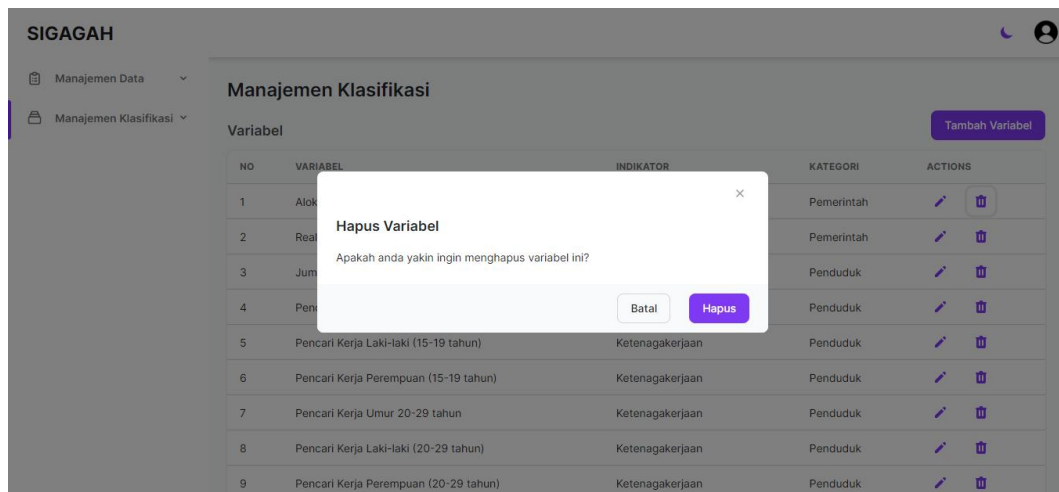 SIGAGAH
Manajemen Data
Manajemen Klasifikasi
Manajemen Klasifikasi
Variabel
Tambah Variabel
NO VARIABEL INDIKATOR KATEGORI ACTIONS
1 Pemerintah
2 Pemerintah
3 Penduduk
4 Penduduk
Hapus Variabel
Apakah anda yakin ingin menghapus variabel ini?
Batal Hapus
5 Pencari Kerja Laki-laki (15-19 tahun) Ketenagakerjaan Penduduk
6 Pencari Kerja Perempuan (15-19 tahun) Ketenagakerjaan Penduduk
7 Pencari Kerja Umur 20-29 tahun Ketenagakerjaan Penduduk
8 Pencari Kerja Laki-laki (20-29 tahun) Ketenagakerjaan Penduduk
9 Pencari Kerja Perempuan (20-29 tahun) Ketenagakerjaan Penduduk